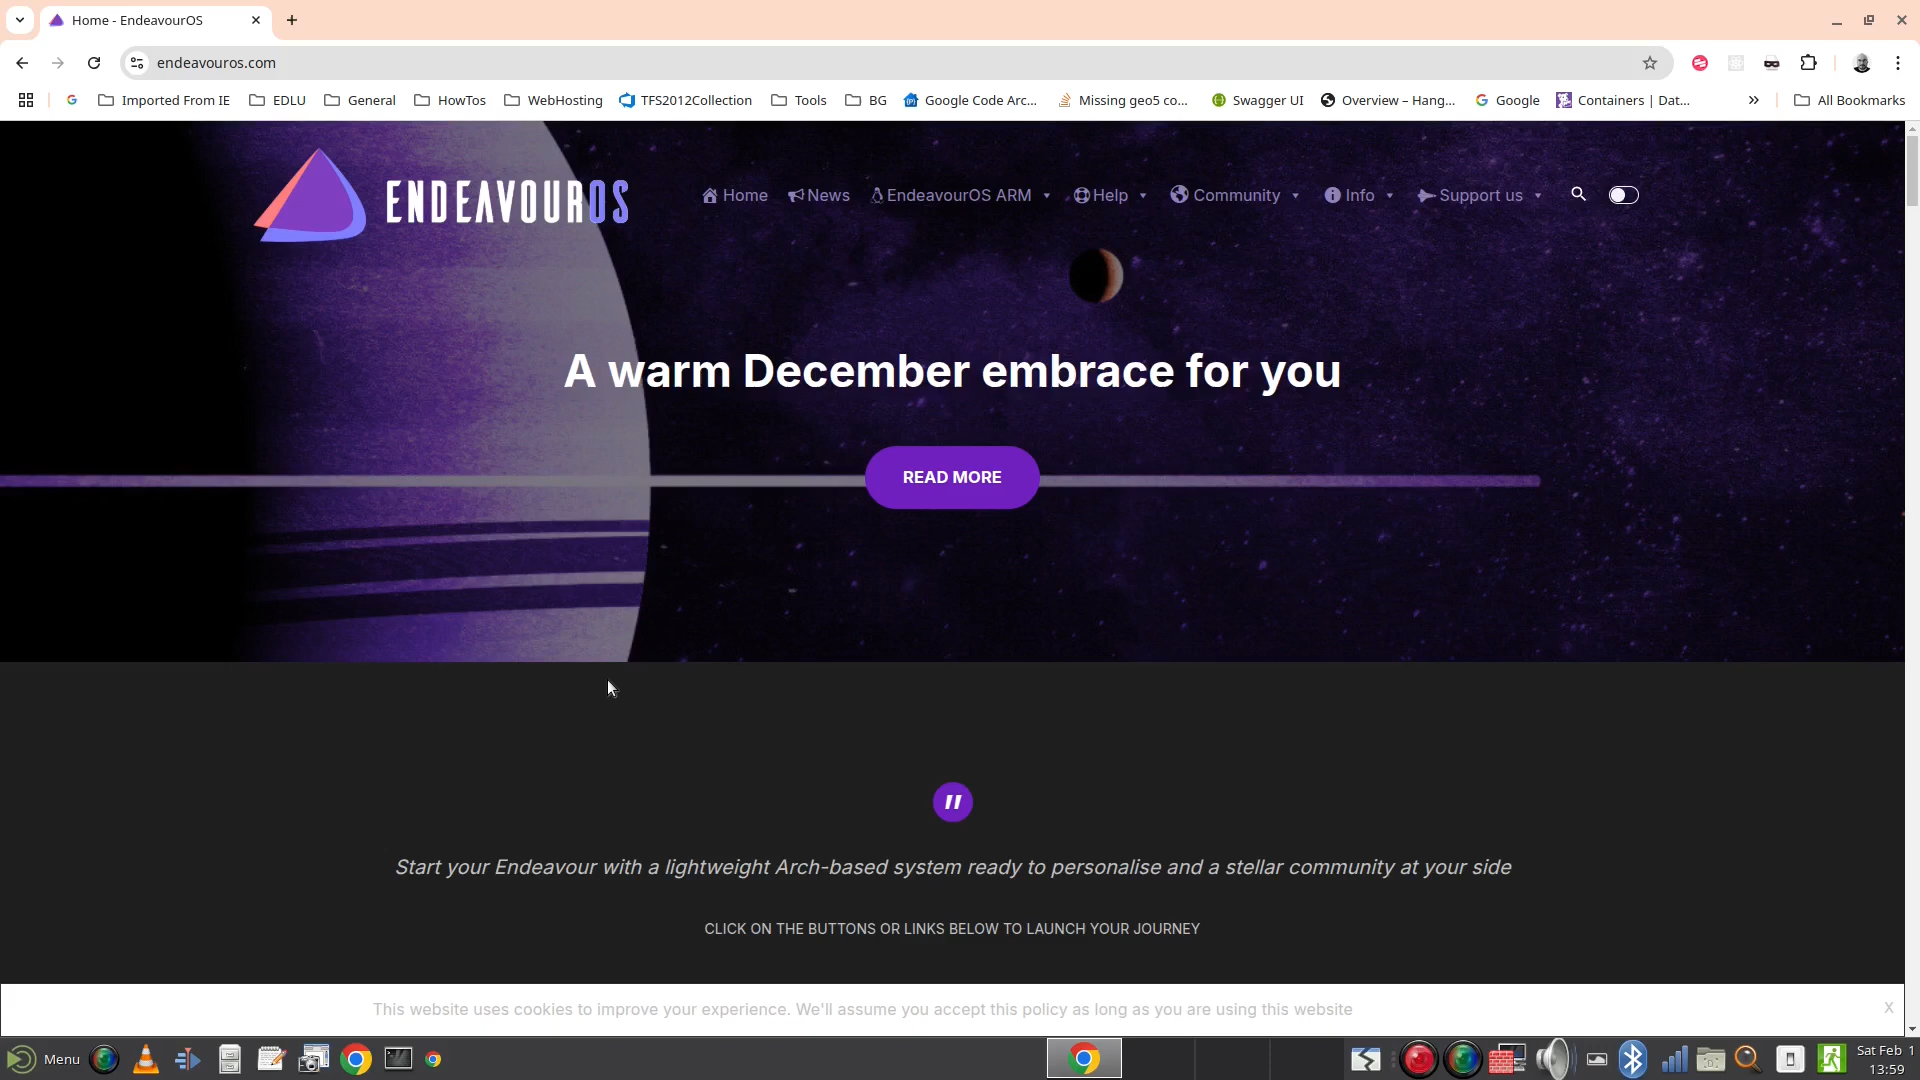 Home - EndeavourOS
endeavouros.com
G Imported From IE EDLU General HowTos WebHosting TFS2012Collection Tools BG Google Code Arc... Missing geo5 co... Swagger UI Overview – Hang... G Google Containers | Dat... All Bookmarks
ENDEAVOUROS
Home News EndeavourOS ARM Help Community Info Support us
A warm December embrace for you
READ MORE
Start your Endeavour with a lightweight Arch-based system ready to personalise and a stellar community at your side
CLICK ON THE BUTTONS OR LINKS BELOW TO LAUNCH YOUR JOURNEY
This website uses cookies to improve your experience. We'll assume you accept this policy as long as you are using this website X
Menu
Sat Feb 1
13:59